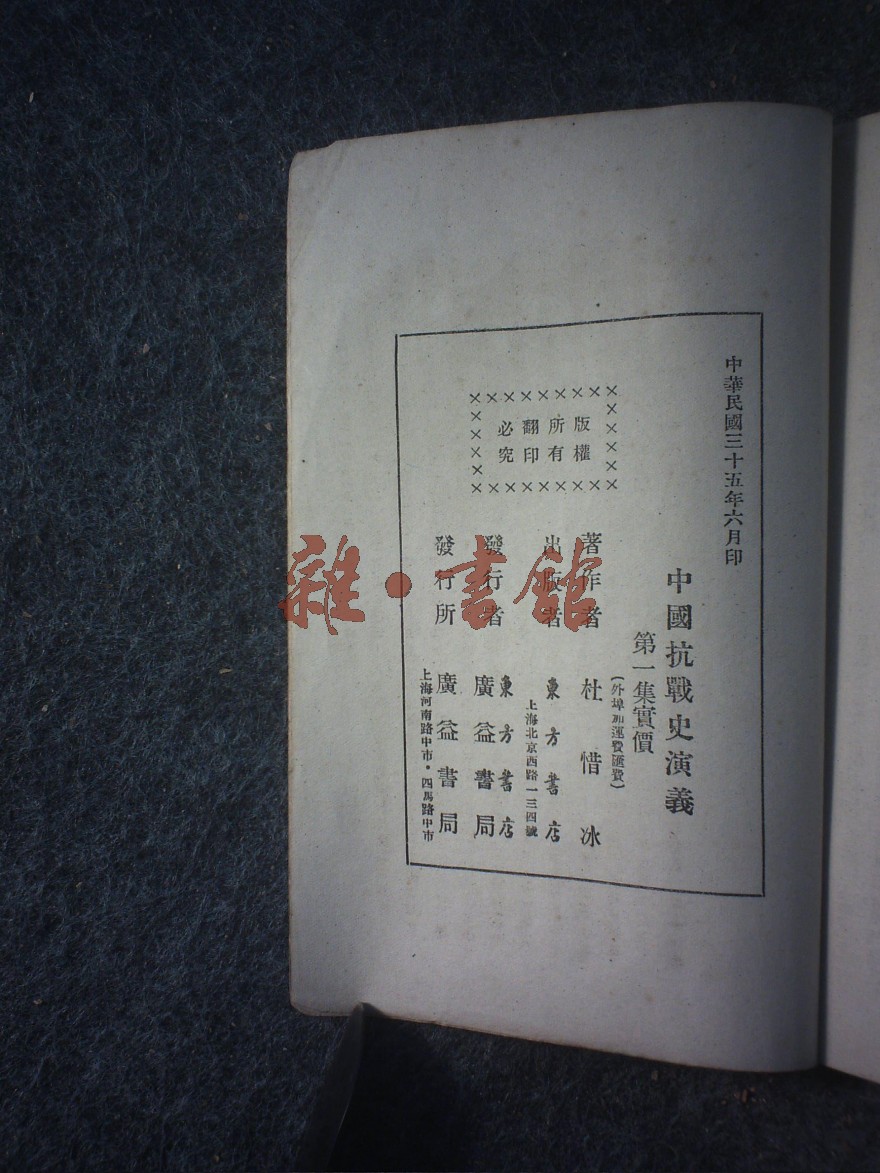 中華民國三十五年六月印
中國抗戰史演義
第一集實價
(外埠加運費匯費)
版權
所有
翻印
必究
著作者 杜惜冰
出版者 東方書店
上海北京西路一三四號
發行者 東方書店
廣益書局
發行所 廣益書局
上海河南路中市·四馬路中市
雜·書館